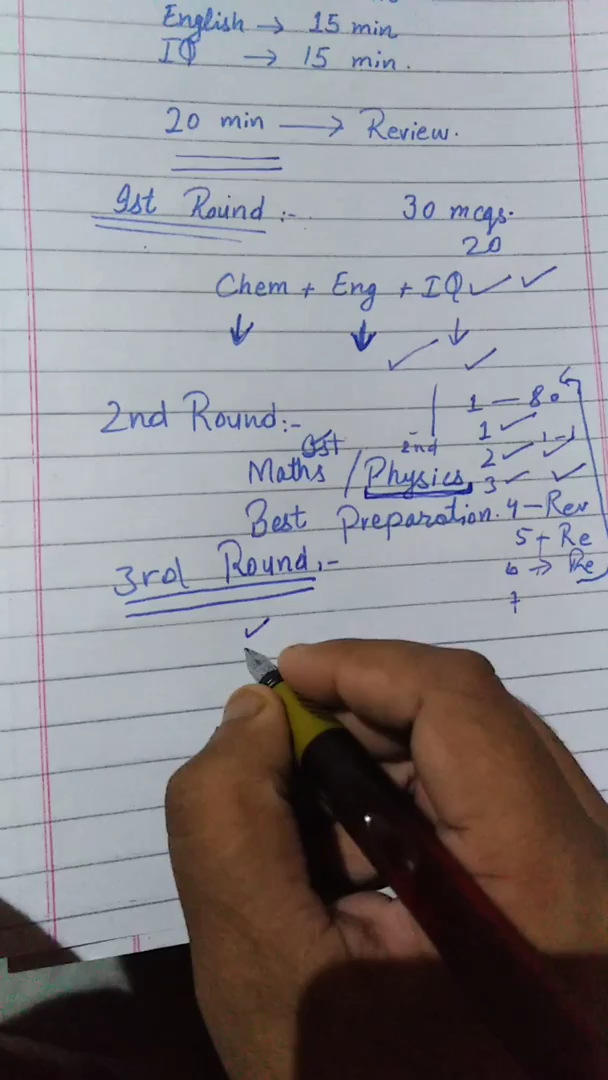 English → 15 min
IQ → 15 min.
20 min → Review.
1st Round :-
30 mcqs.
20
Chem + Eng + IQ ✓ ✓
↓ ↓ ↓
✓ ✓
2nd Round:-
1st 2nd
Maths / Physics
Best Preparation.
1 — 80
1 ✓
2 ✓
3 ✓ ✓
4 - Rev
5 + Re
6 → Re
7
3rd Round :-
✓